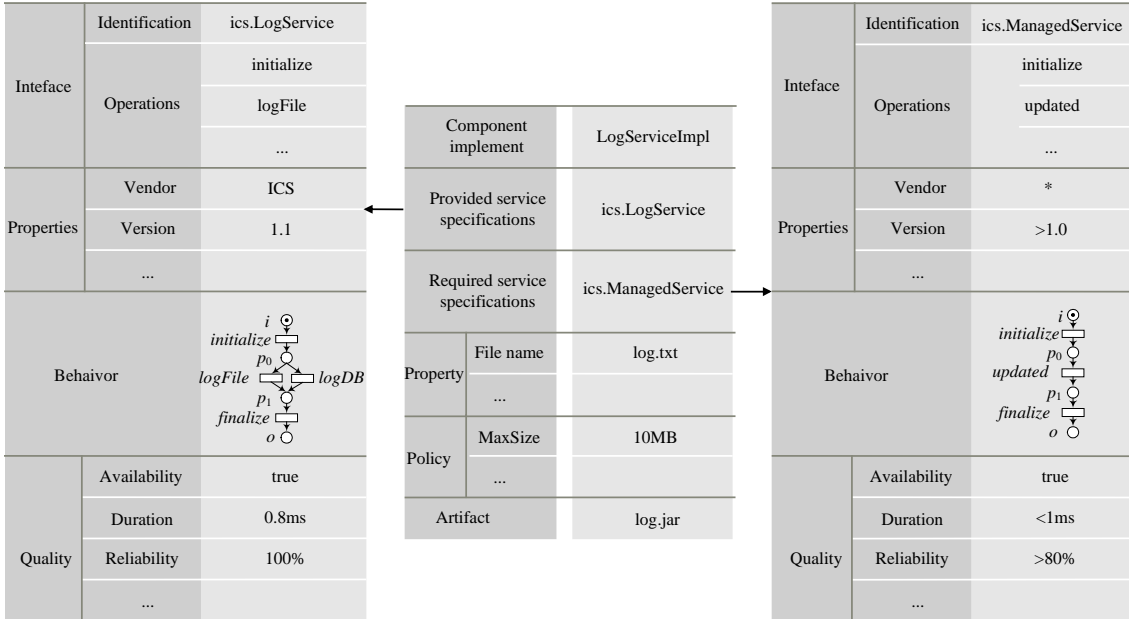 Identification ics.LogService
Inteface
Operations
initialize
logFile
...
Properties
Vendor ICS
Version 1.1
...
Behaivor
i
initialize
p0
logFile logDB
p1
finalize
o
Quality
Availability true
Duration 0.8ms
Reliability 100%
...
Component
implement
LogServiceImpl
Provided service
specifications
ics.LogService
Required service
specifications
ics.ManagedService
Property
File name log.txt
...
Policy
MaxSize 10MB
...
Artifact log.jar
Identification ics.ManagedService
Inteface
Operations
initialize
updated
...
Properties
Vendor *
Version >1.0
...
Behaivor
i
initialize
p0
updated
p1
finalize
o
Quality
Availability true
Duration <1ms
Reliability >80%
...